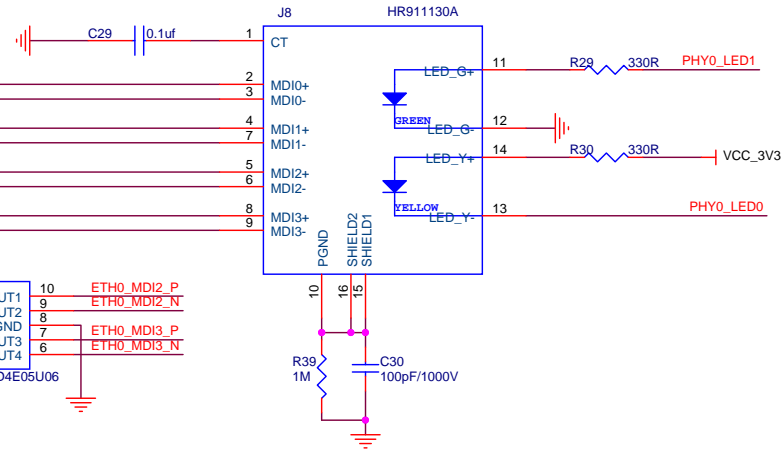 J8 HR911130A
C29 0.1uf 1 CT
11 LED_G+ R29 330R PHY0_LED1
2 MDI0+
3 MDI0-
GREEN
4 MDI1+
12 LED_G-
7 MDI1-
14 LED_Y+ R30 330R VCC_3V3
5 MDI2+
6 MDI2-
YELLOW
8 MDI3+
13 LED_Y- PHY0_LED0
9 MDI3-
PGND
SHIELD2
SHIELD1
10
16
15
UT1 10 ETH0_MDI2_P
UT2 9 ETH0_MDI2_N
GND 8
UT3 7 ETH0_MDI3_P
UT4 6 ETH0_MDI3_N
D4E05U06
R39
1M
C30
100pF/1000V